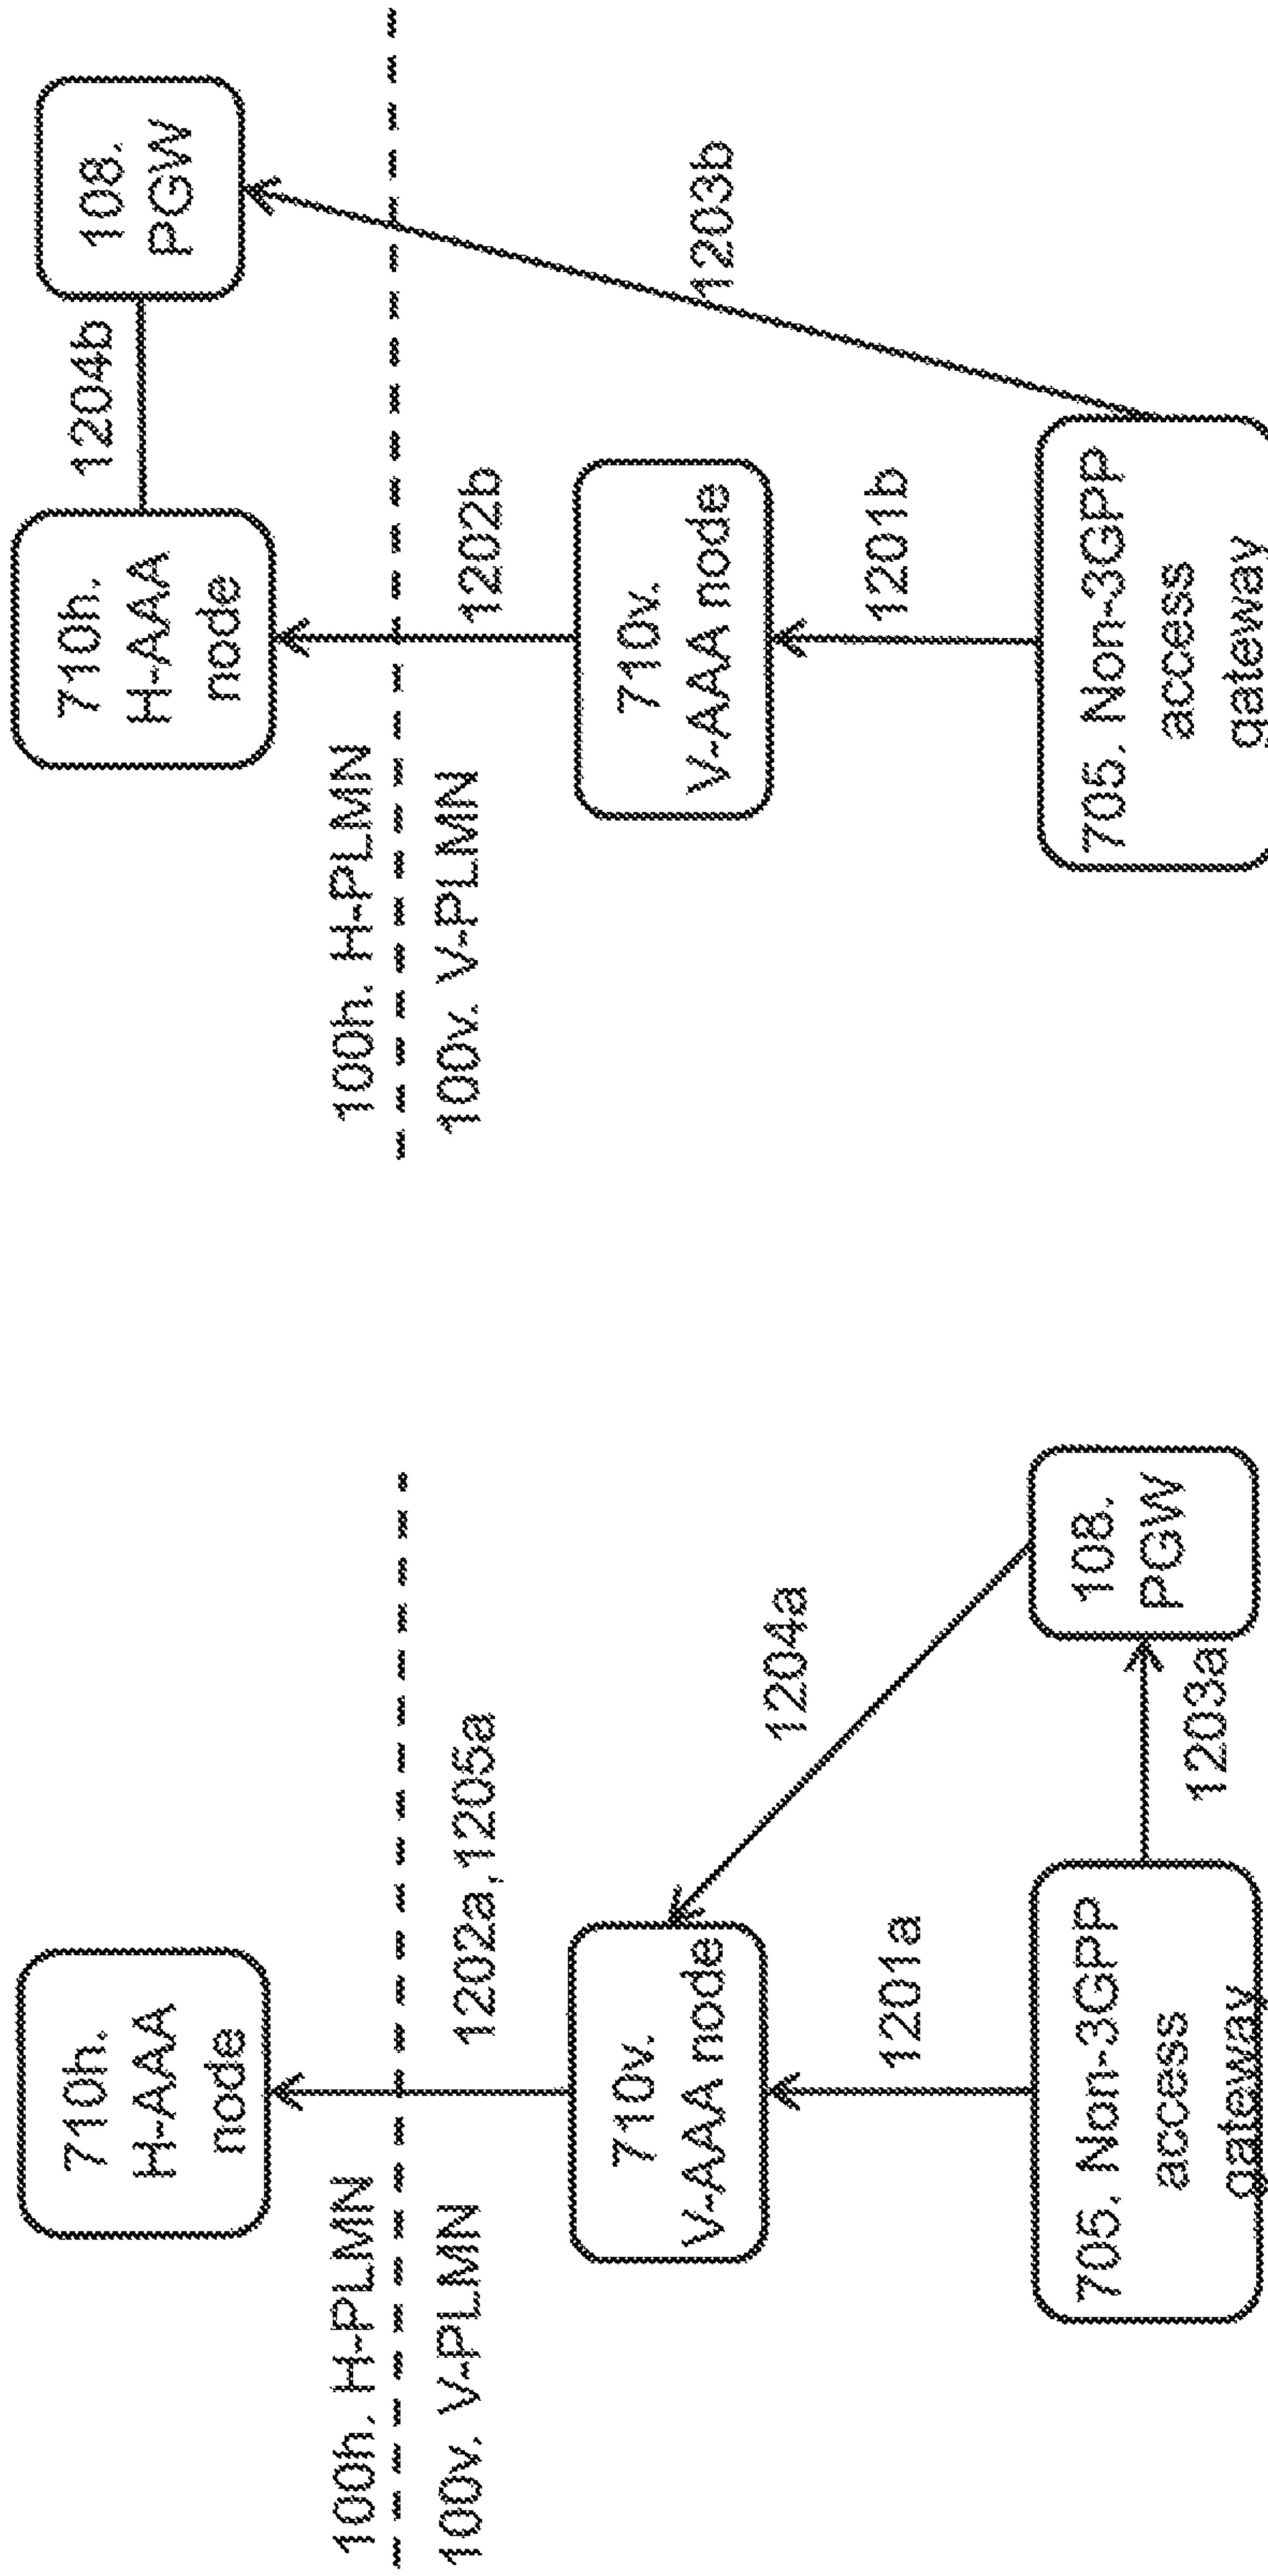 710h.
H-AAA
node
100h. H-PLMN
100v. V-PLMN
1202a,1205a
710v.
V-AAA node
1204a
1201a
705. Non-3GPP
access
gateway
1203a
108.
PGW
710h.
H-AAA
node
1204b
108.
PGW
100h. H-PLMN
100v. V-PLMN
1202b
1203b
710v.
V-AAA node
1201b
705. Non-3GPP
access
gateway